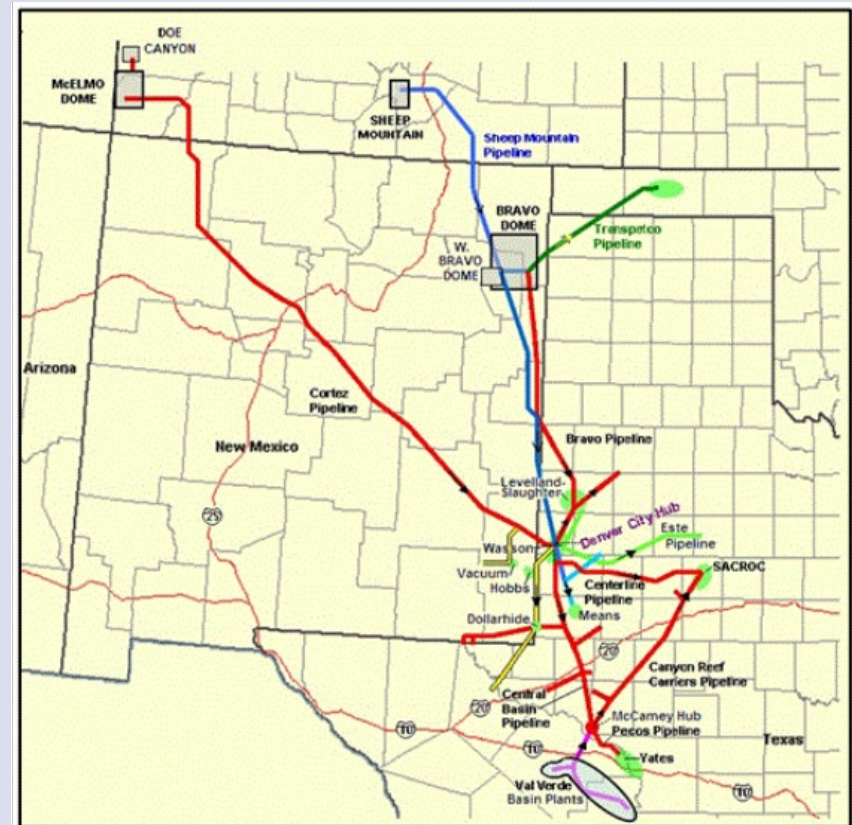 DOE
CANYON
McELMO
DOME
SHEEP
MOUNTAIN
Sheep Mountain
Pipeline
BRAVO
DOME
Transpetco
Pipeline
W.
BRAVO
DOME
Arizona
Cortez
Pipeline
New Mexico
Bravo Pipeline
Levelland-
Slaughter
25
Denver City Hub
Este
Pipeline
Wasson
Vacuum
Hobbs
SACROC
Centerline
Pipeline
Means
Dollarhide
20
Canyon Reef
Carriers Pipeline
Central
Basin
Pipeline
20
McCamey Hub
Pecos Pipeline
10
10
Texas
Yates
Val Verde
Basin Plants
10